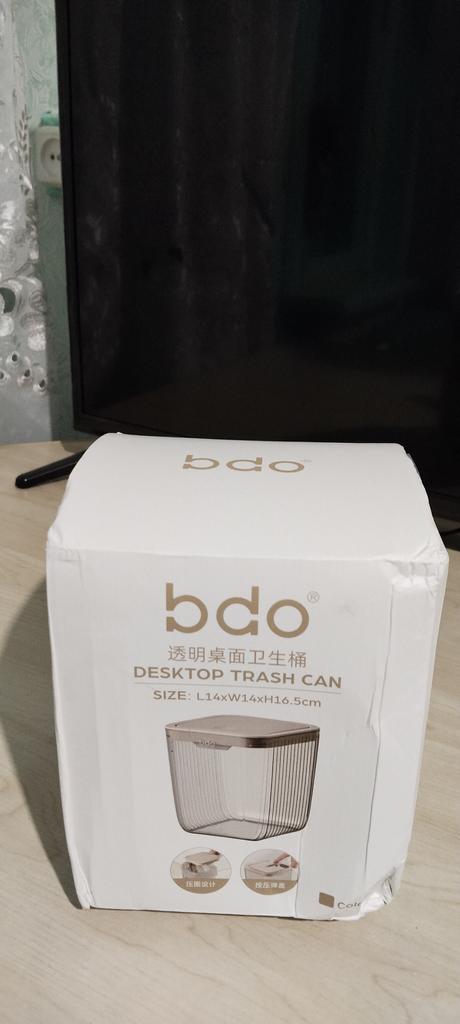 bdo
bdo®
透明桌面卫生桶
DESKTOP TRASH CAN
SIZE: L14xW14xH16.5cm
压圈设计
按压弹盖